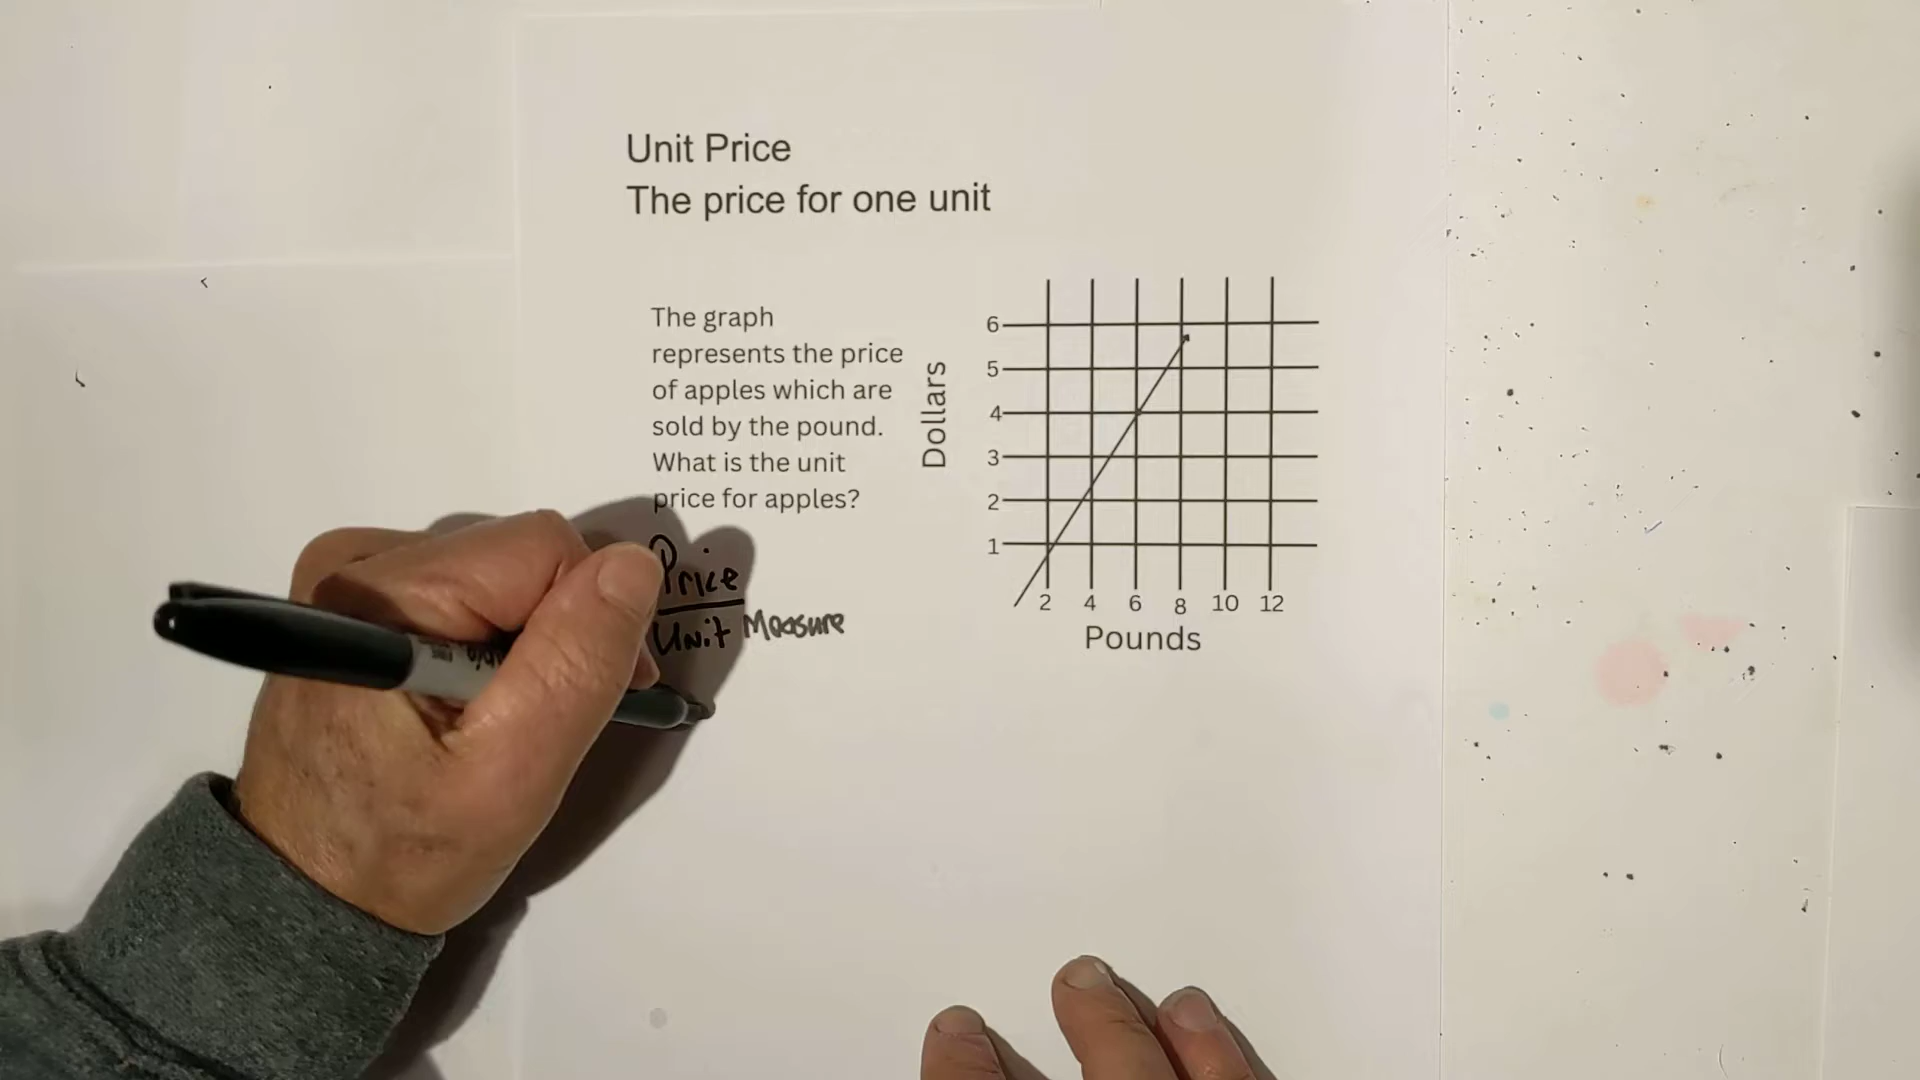 Unit Price
The price for one unit
The graph
represents the price
of apples which are
sold by the pound.
What is the unit
price for apples?
Price
Unit Measure
Dollars
6
5
4
3
2
1
2 4 6 8 10 12
Pounds